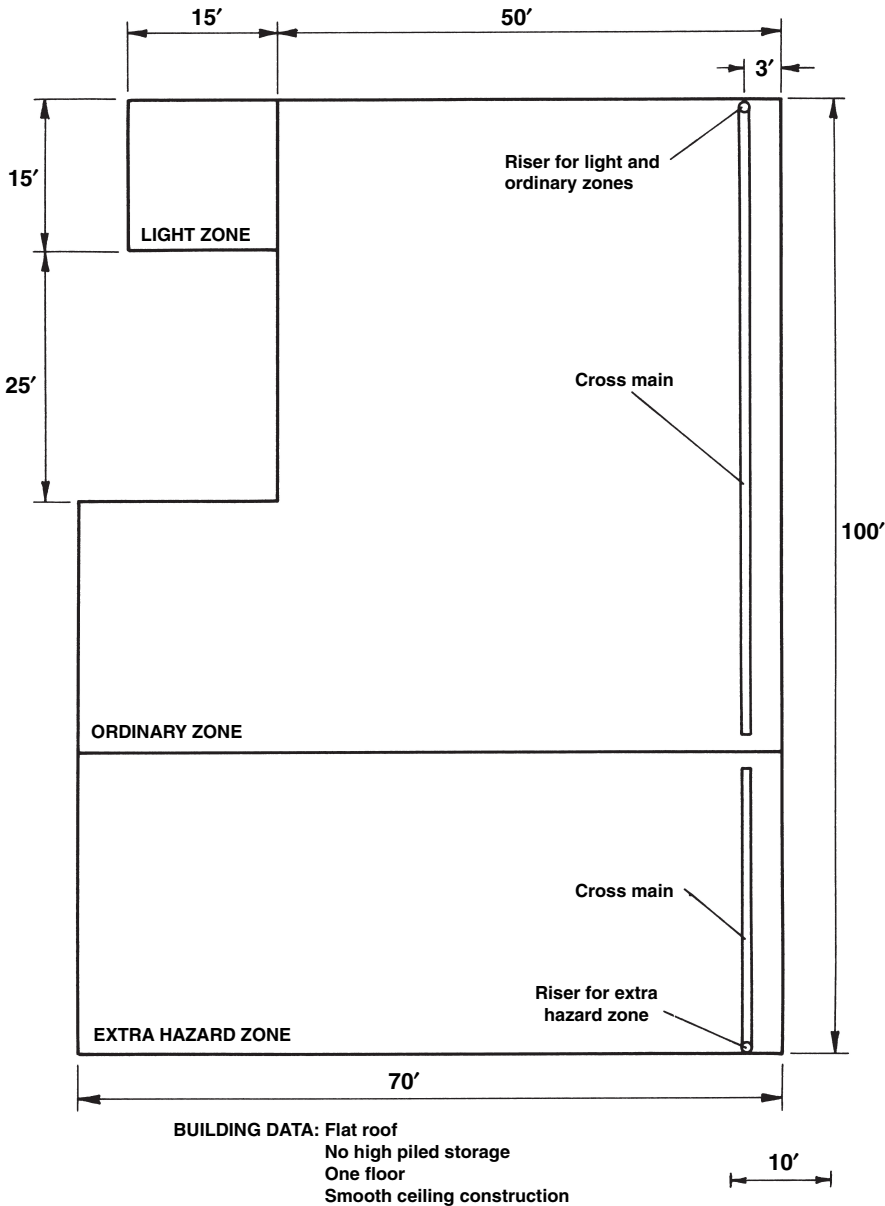 15′
50′
3′
Riser for light and
ordinary zones
15′
LIGHT ZONE
Cross main
25′
100′
ORDINARY ZONE
Cross main
Riser for extra
hazard zone
EXTRA HAZARD ZONE
70′
BUILDING DATA: Flat roof
No high piled storage
One floor
Smooth ceiling construction
10′